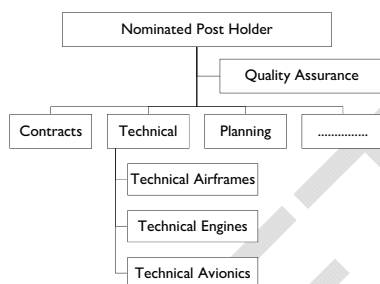 Nominated Post Holder
Quality Assurance
Contracts
Technical
Planning
...............
Technical Airframes
Technical Engines
Technical Avionics